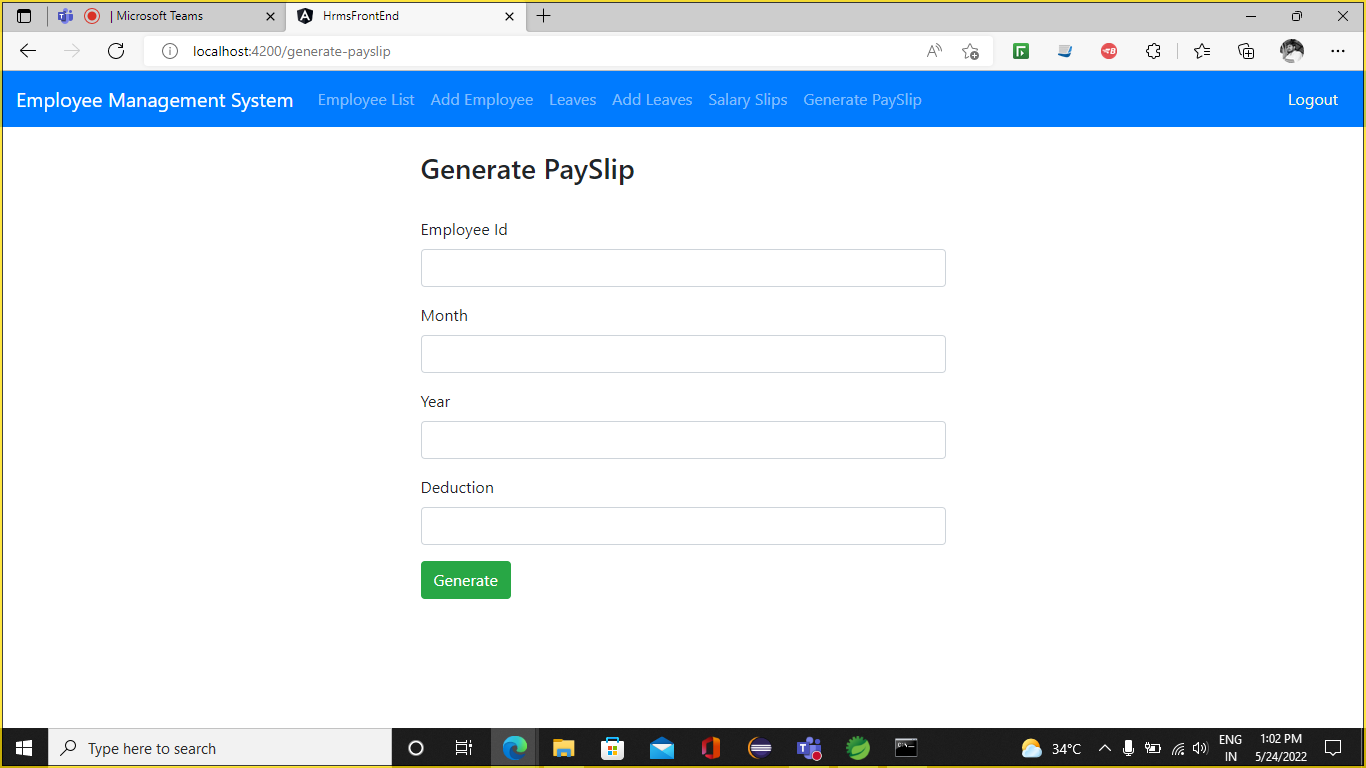 | Microsoft Teams
HrmsFrontEnd
localhost:4200/generate-payslip
Employee Management System Employee List Add Employee Leaves Add Leaves Salary Slips Generate PaySlip Logout
Generate PaySlip
Employee Id
Month
Year
Deduction
Generate
Type here to search
34°C
ENG
IN
1:02 PM
5/24/2022